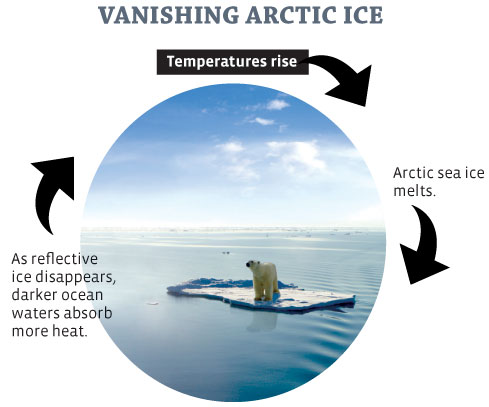 VANISHING ARCTIC ICE
Temperatures rise
Arctic sea ice
melts.
As reflective
ice disappears,
darker ocean
waters absorb
more heat.